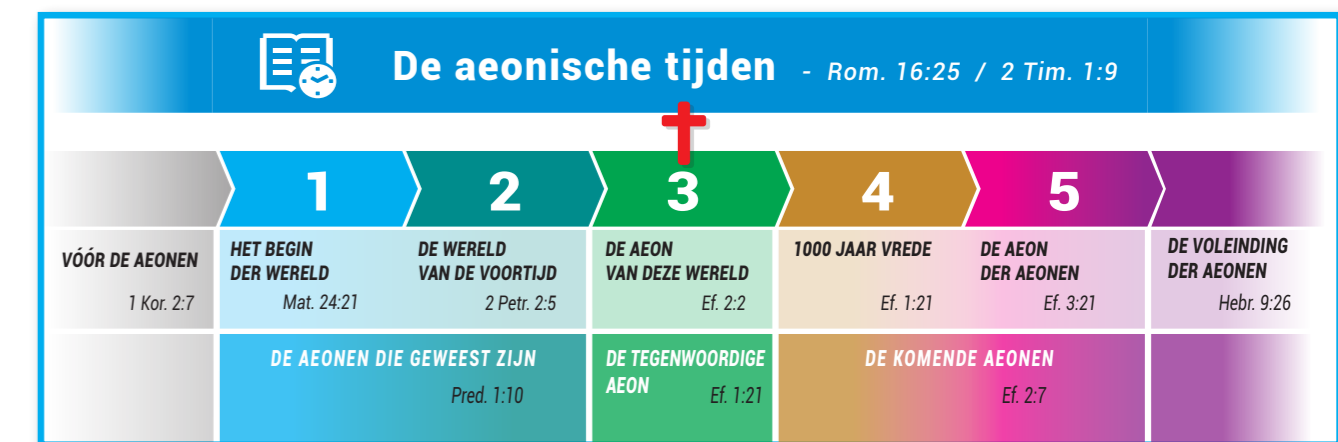 De aeonische tijden - Rom. 16:25 / 2 Tim. 1:9
1 2 3 4 5
VÓÓR DE AEONEN
1 Kor. 2:7
HET BEGIN
DER WERELD
Mat. 24:21
DE WERELD
VAN DE VOORTIJD
2 Petr. 2:5
DE AEON
VAN DEZE WERELD
Ef. 2:2
1000 JAAR VREDE
Ef. 1:21
DE AEON
DER AEONEN
Ef. 3:21
DE VOLEINDING
DER AEONEN
Hebr. 9:26
DE AEONEN DIE GEWEEST ZIJN
Pred. 1:10
DE TEGENWOORDIGE
AEON Ef. 1:21
DE KOMENDE AEONEN
Ef. 2:7